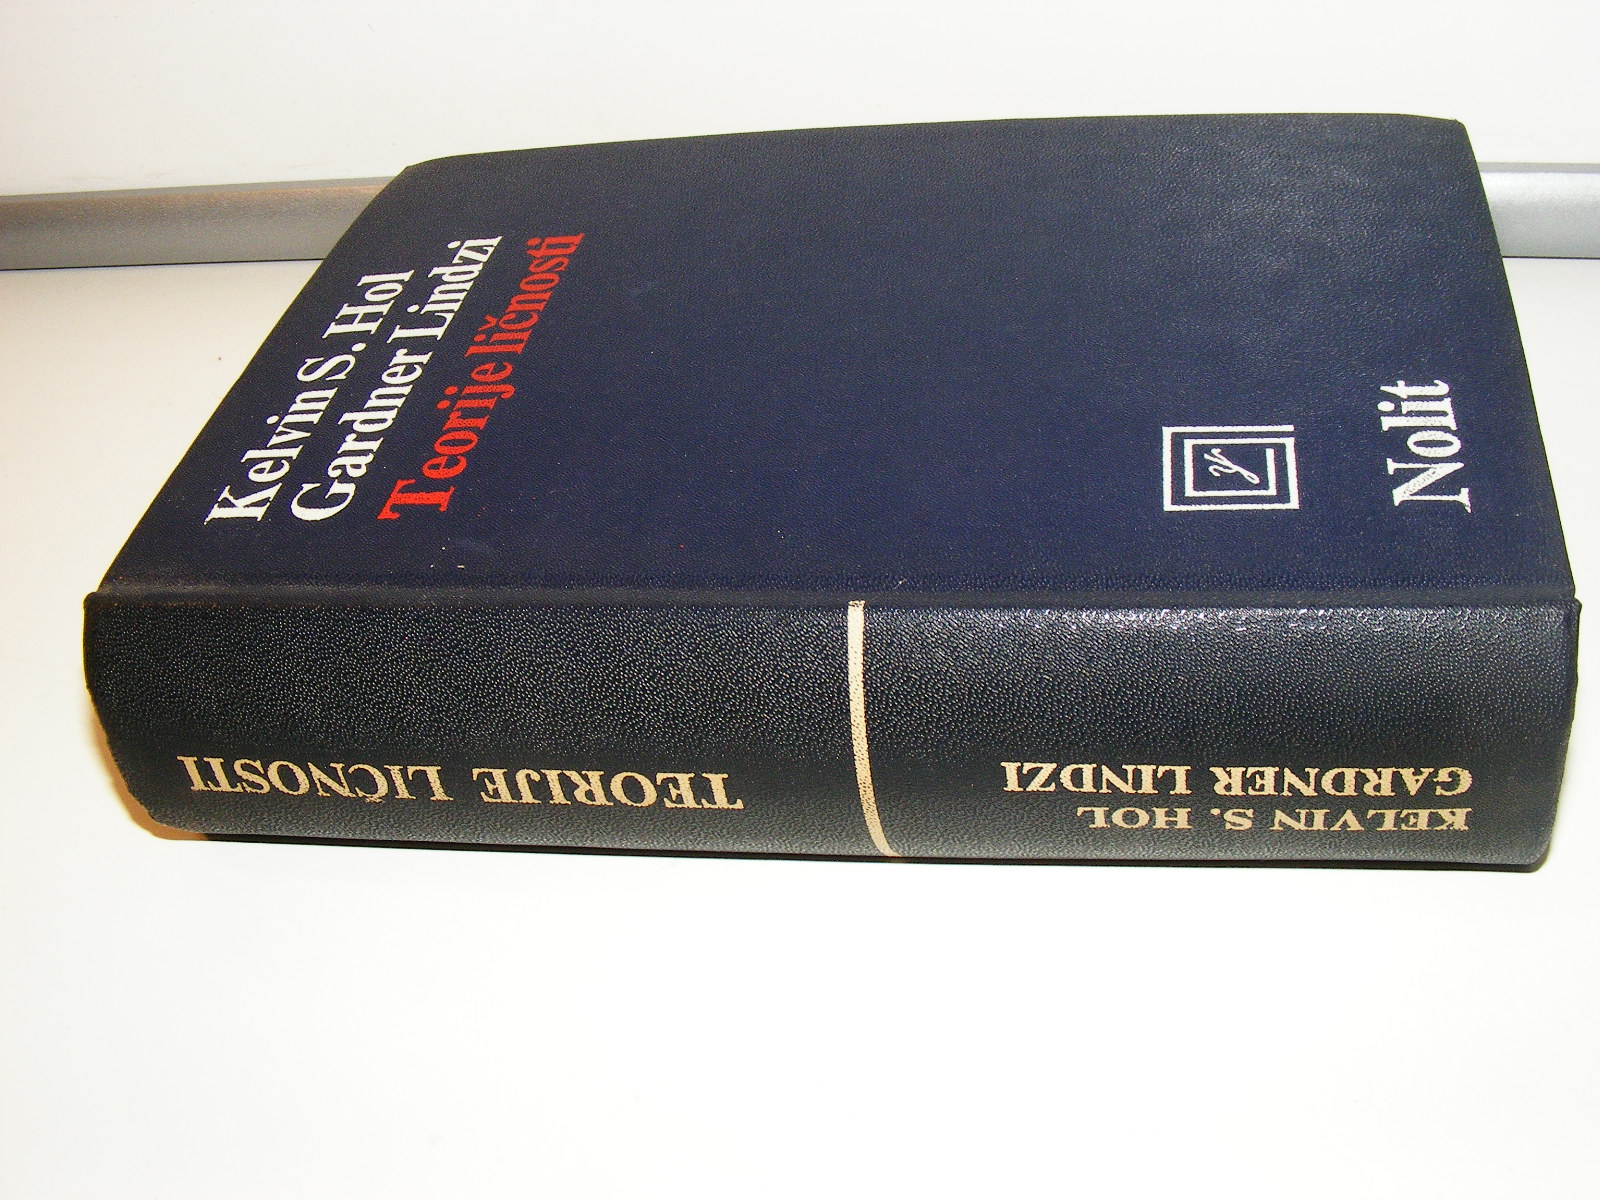 Kelvin S. Hol
Gardner Lindzi
Teorije ličnosti
Nolit
KELVIN S. HOL
GARDNER LINDZI
TEORIJE LIČNOSTI